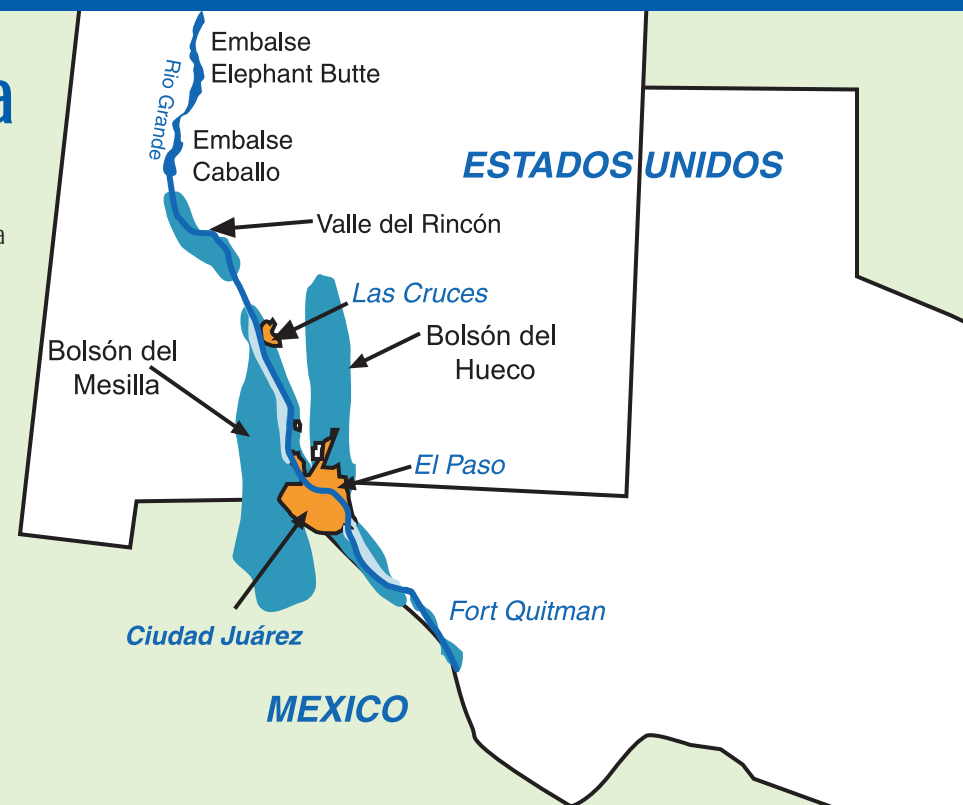 Embalse
Elephant Butte
Rio Grande
Embalse
Caballo
ESTADOS UNIDOS
a
a
Valle del Rincón
Las Cruces
Bolsón del
Hueco
Bolsón del
Mesilla
El Paso
Fort Quitman
Ciudad Juárez
MEXICO